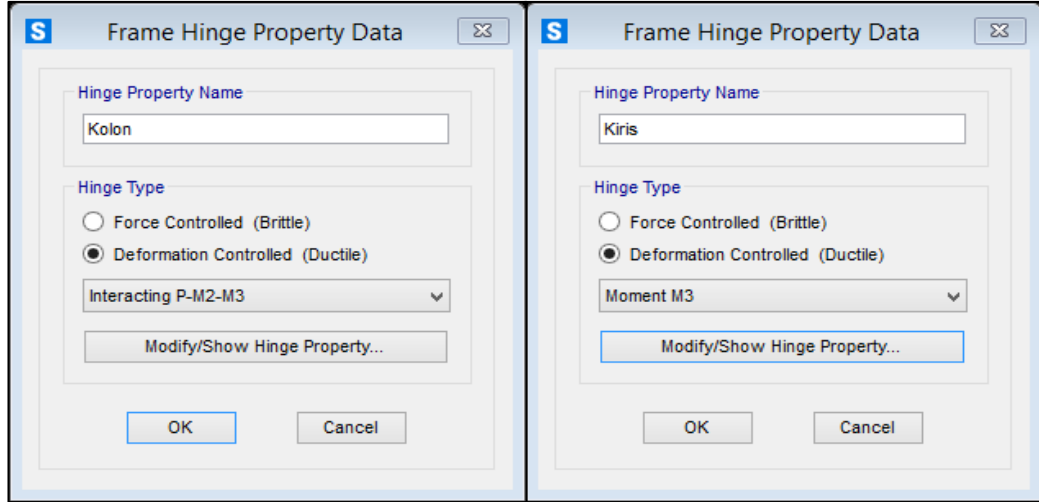 S Frame Hinge Property Data
Hinge Property Name
Kolon
Hinge Type
Force Controlled (Brittle)
Deformation Controlled (Ductile)
Interacting P-M2-M3
Modify/Show Hinge Property...
OK Cancel
S Frame Hinge Property Data
Hinge Property Name
Kiris
Hinge Type
Force Controlled (Brittle)
Deformation Controlled (Ductile)
Moment M3
Modify/Show Hinge Property...
OK Cancel